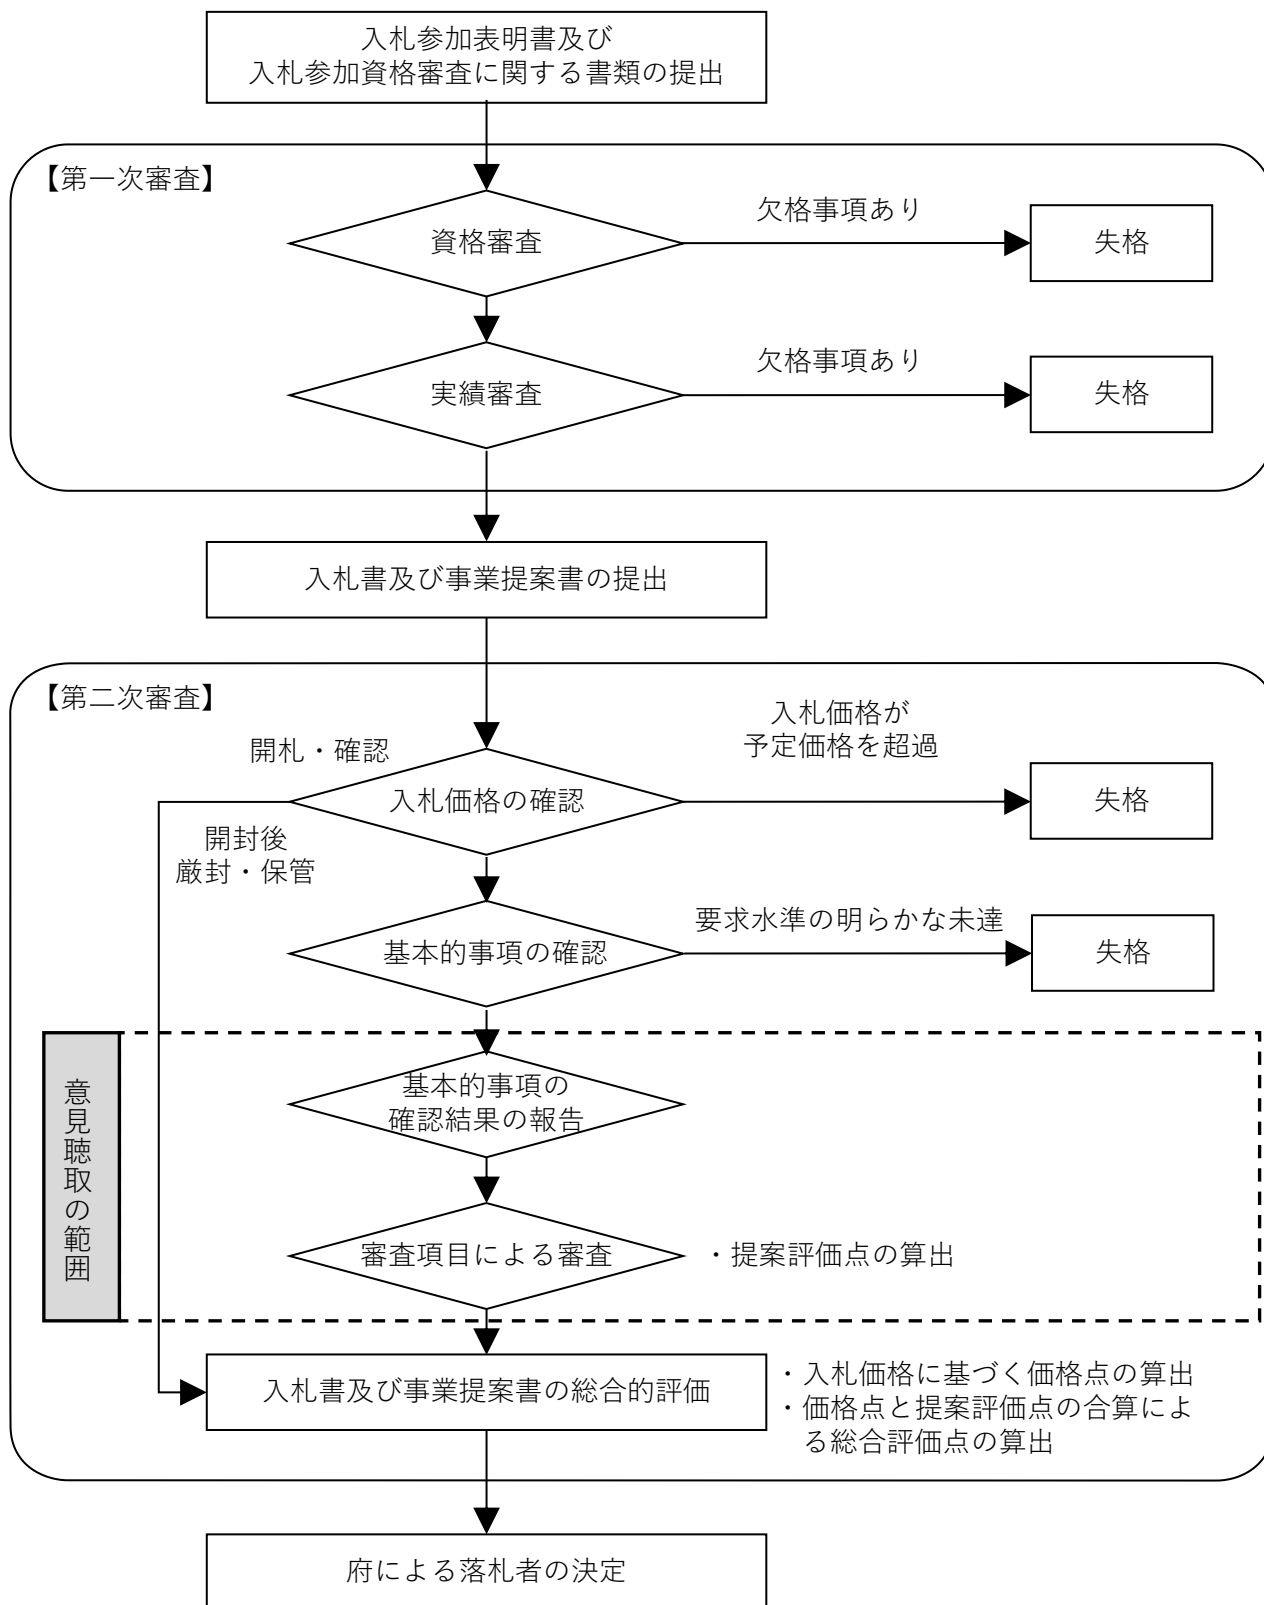 入札参加表明書及び
入札参加資格審査に関する書類の提出
【第一次審査】
資格審査
欠格事項あり
失格
実績審査
欠格事項あり
失格
入札書及び事業提案書の提出
【第二次審査】
開札・確認
入札価格が
予定価格を超過
入札価格の確認
失格
開封後
厳封・保管
基本的事項の確認
要求水準の明らかな未達
失格
意見聴取の範囲
基本的事項の
確認結果の報告
審査項目による審査
・提案評価点の算出
入札書及び事業提案書の総合的評価
・入札価格に基づく価格点の算出
・価格点と提案評価点の合算によ
る総合評価点の算出
府による落札者の決定